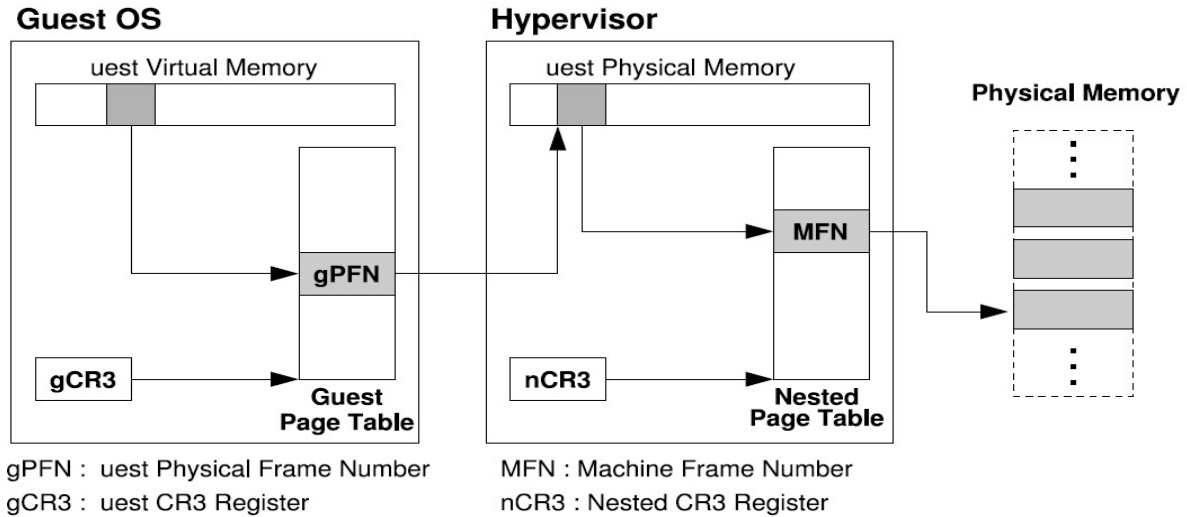 Guest OS
uest Virtual Memory
gPFN
gCR3
Guest
Page Table
Hypervisor
uest Physical Memory
MFN
nCR3
Nested
Page Table
Physical Memory
gPFN : uest Physical Frame Number
gCR3 : uest CR3 Register
MFN : Machine Frame Number
nCR3 : Nested CR3 Register